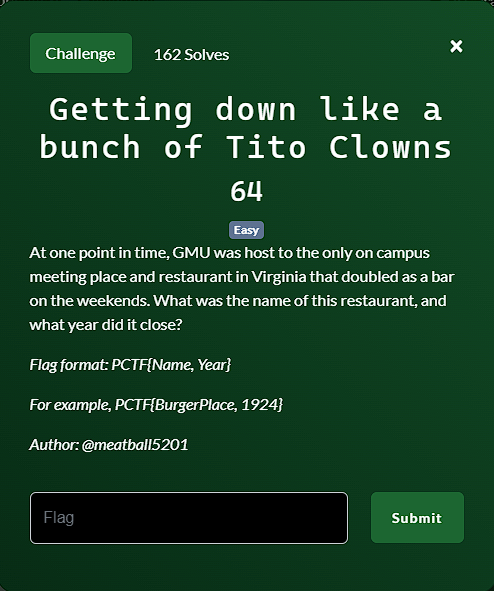 Challenge
162 Solves
×
Getting down like a
bunch of Tito Clowns
64
Easy
At one point in time, GMU was host to the only on campus
meeting place and restaurant in Virginia that doubled as a bar
on the weekends. What was the name of this restaurant, and
what year did it close?
Flag format: PCTF{Name, Year}
For example, PCTF{BurgerPlace, 1924}
Author: @meatball5201
Flag
Submit